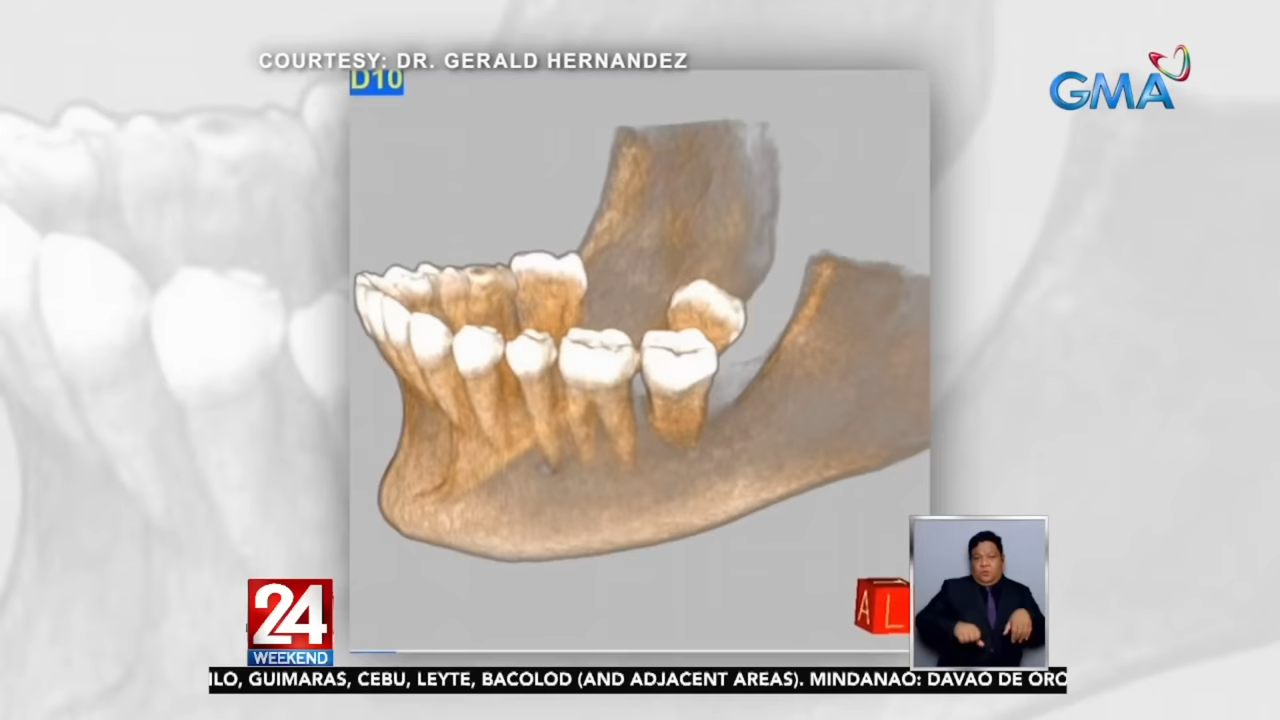 COURTESY: DR. GERALD HERNANDEZ
D10
GMA
A L
24
WEEKEND
ILO, GUIMARAS, CEBU, LEYTE, BACOLOD (AND ADJACENT AREAS). MINDANAO: DAVAO DE ORO